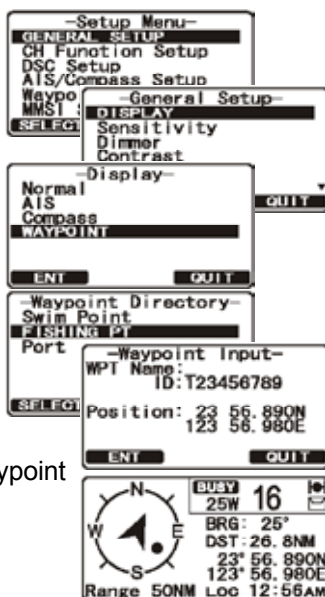 -Setup Menu-
GENERAL SETUP
CH Function Setup
DSC Setup
AIS/Compass Setup
Waypo
MMSI
SELECT
-General Setup-
DISPLAY
Sensitivity
Dimmer
Contrast
QUIT
-Display-
Normal
AIS
Compass
WAYPOINT
ENT QUIT
-Waypoint Directory-
Swim Point
FISHING PT
Port
SELECT
-Waypoint Input-
WPT Name:_
ID:T23456789
Position: 23 56.890N
123 56.980E
ENT QUIT
ypoint
N
W E
S
Range 50NM
BUSY
25W 16
BRG: 25°
DST: 26.8NM
23° 56.890N
123° 56.980E
LOC 12:56AM